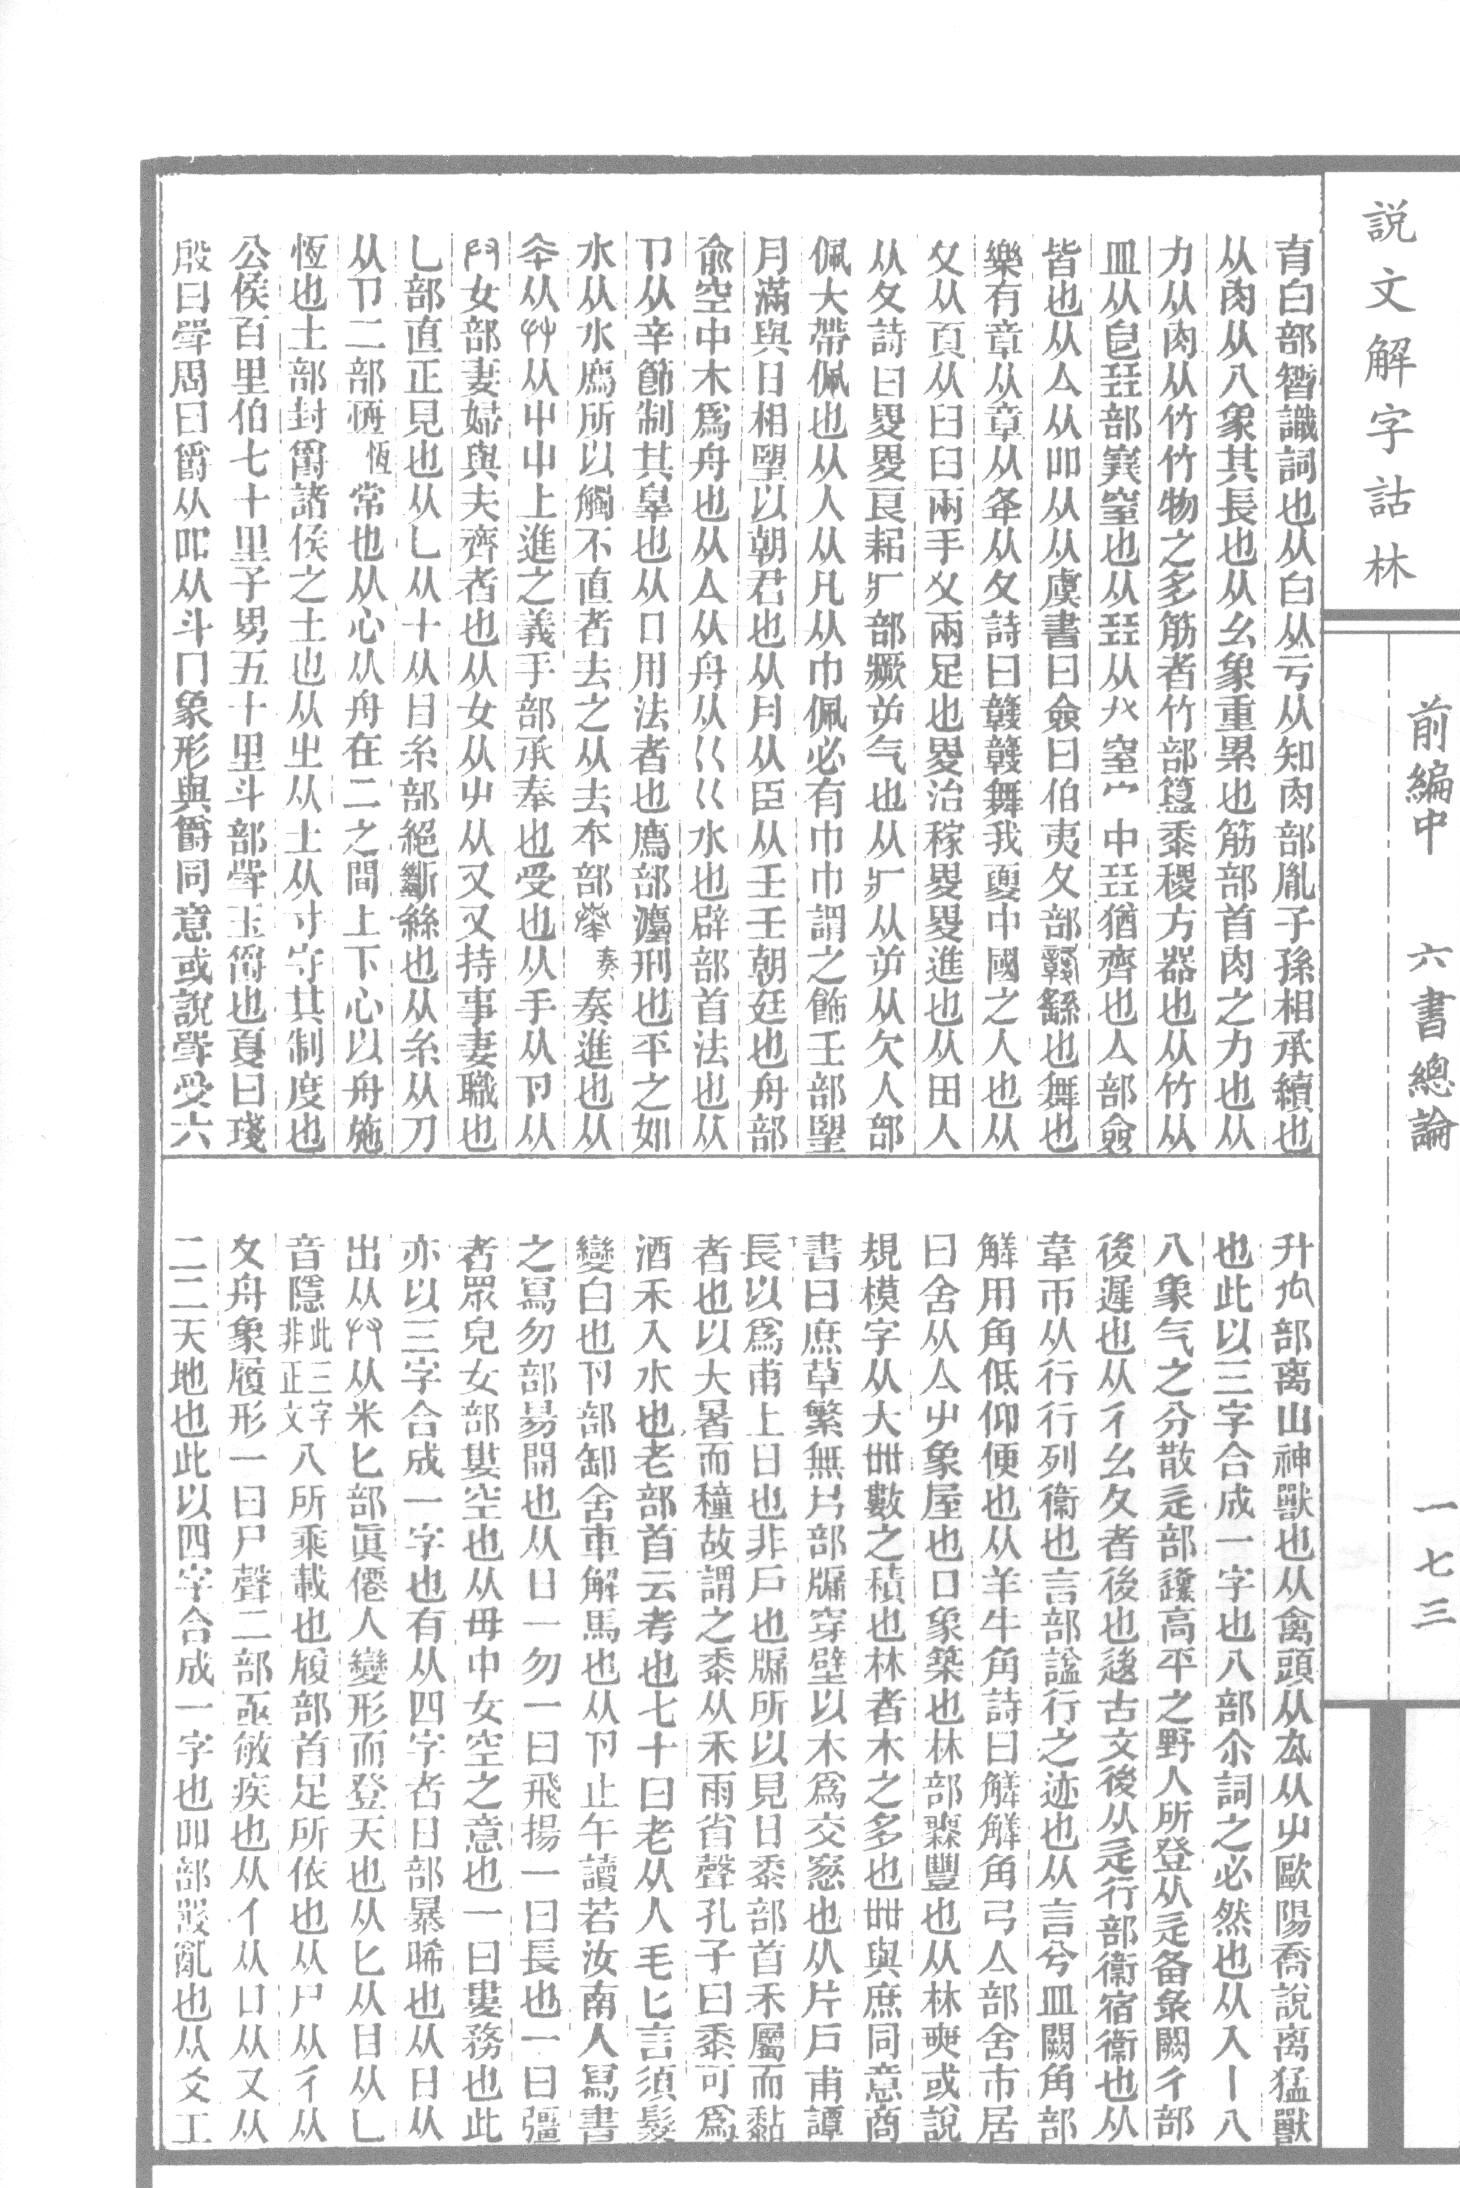 説文解字詁林
前編中 六書總論 一七三
肓白部𥏼識詞也从白从亏从知肉部胤子孫相承續也
从肉从八象其長也从幺象重累也筋部首肉之力也从
力从肉从竹竹物之多筋者竹部簋黍稷方器也从竹从
皿从皀㠭部𡫳窒也从㠭从廾窒宀中㠭猶齊也亼部僉
皆也从亼从吅从从虞書曰僉曰伯夷夊部竷繇也舞也
樂有章从章从夅从夊詩曰竷竷舞我夏中國之人也从
夊从頁从𦥑𦥑兩手夊兩足也畟治稼畟畟進也从田人
从夊詩曰畟畟良耜疒部瘚屰气也从疒从屰从欠人部
佩大帶佩也从人从凡从巾佩必有巾巾謂之飾𡈼部朢
月滿與日相朢以朝君也从月从臣从𡈼𡈼朝廷也舟部
俞空中木爲舟也从亼从舟从巜巜水也辟部首法也从
卩从辛節制其辠也从口用法者也廌部灋刑也平之如
水从水廌所以觸不直者去之从去夲部奏奏進也从
夲从𠬞从屮屮上進之義手部承奉也受也从手从卩从
𠬞女部妻婦與夫齊者也从女从屮从又又持事妻職也
乚部直正見也从乚从十从目糸部絕斷絲也从糸从刀
从卩二部恆恆常也从心从舟在二之間上下心以舟施
恆也土部封爵諸侯之土也从㞢从土从寸守其制度也
公侯百里伯七十里子男五十里斗部斝玉爵也夏曰琖
殷曰斝周曰爵从吅从斗冂象形與爵同意或說斝受六
升厹部离山神獸也从禽頭从厹从屮歐陽喬說离猛獸
也此以三字合成一字也八部尒詞之必然也从入丨八
八象气之分散辵部邍高平之野人所登从辵备彔闕彳部
後遲也从彳幺夂者後也𨒥古文後从辵行部衞宿衞也从
韋帀从行行列衞也言部謚行之迹也从言兮皿闕角部
觲用角低仰便也从羊牛角詩曰觲觲角弓亼部舍市居
曰舍从亼屮象屋也口象築也林部𣞤豐也从林𡘲或說
規模字从大𠦜數之積也林者木之多也𠦜與庶同意商
書曰庶草繁無片部牖穿壁以木爲交窻也从片戶甫譚
長以爲甫上日也非戶也牖所以見日黍部首禾屬而黏
者也以大暑而穜故謂之黍从禾雨省聲孔子曰黍可爲
酒禾入水也老部首云考也七十曰老从人毛匕言須髮
變白也卩部卸舍車解馬也从卩止午讀若汝南人寫書
之寫勿部昜開也从日一勿一曰飛揚一曰長也一曰彊
者眾皃女部婁空也从毋中女空之意也一曰婁務也此
亦以三字合成一字也有从四字者日部暴晞也从日从
出从𠬞从米匕部眞僊人變形而登天也从匕从目从乚
音隱此三字非正文八所乘載也履部首足所依也从尸从彳从
夊舟象履形一曰尸聲二部亟敏疾也从亻从口从又从
二二天地也此以四字合成一字也吅部𤕦亂也从爻工